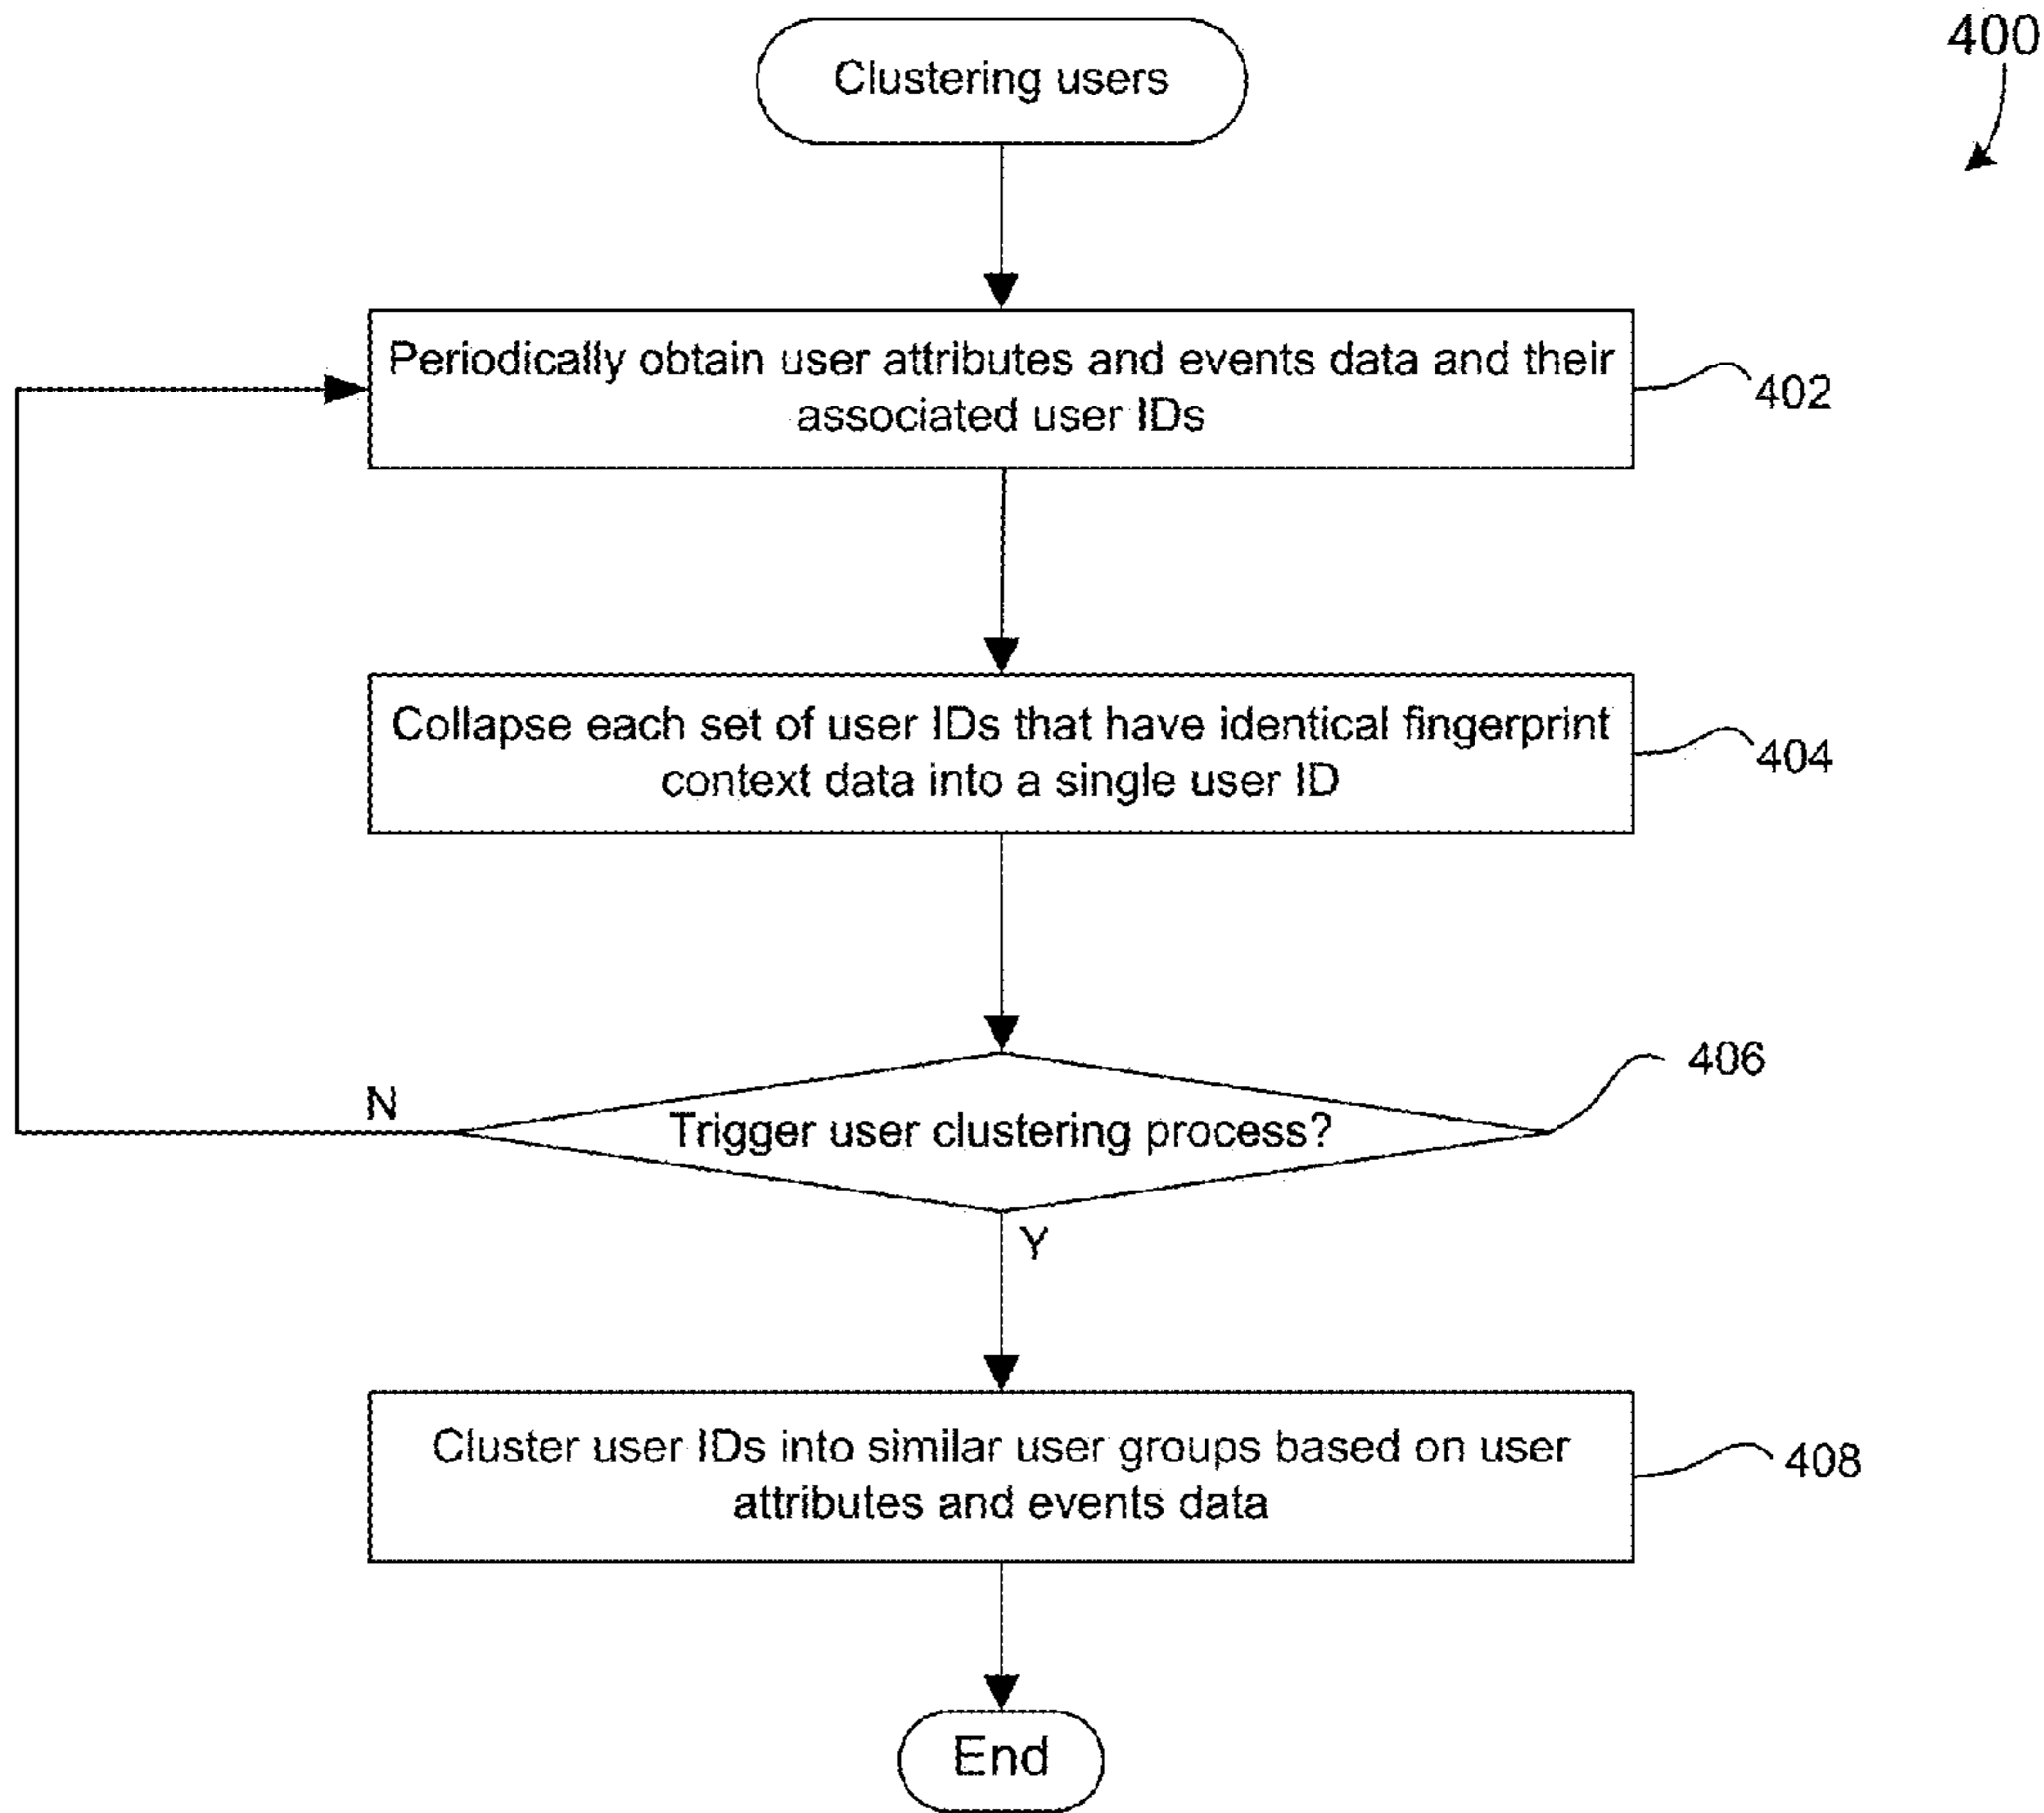 400
Clustering users
Periodically obtain user attributes and events data and their
associated user IDs
402
Collapse each set of user IDs that have identical fingerprint
context data into a single user ID
404
406
N
Trigger user clustering process?
Y
Cluster user IDs into similar user groups based on user
attributes and events data
408
End